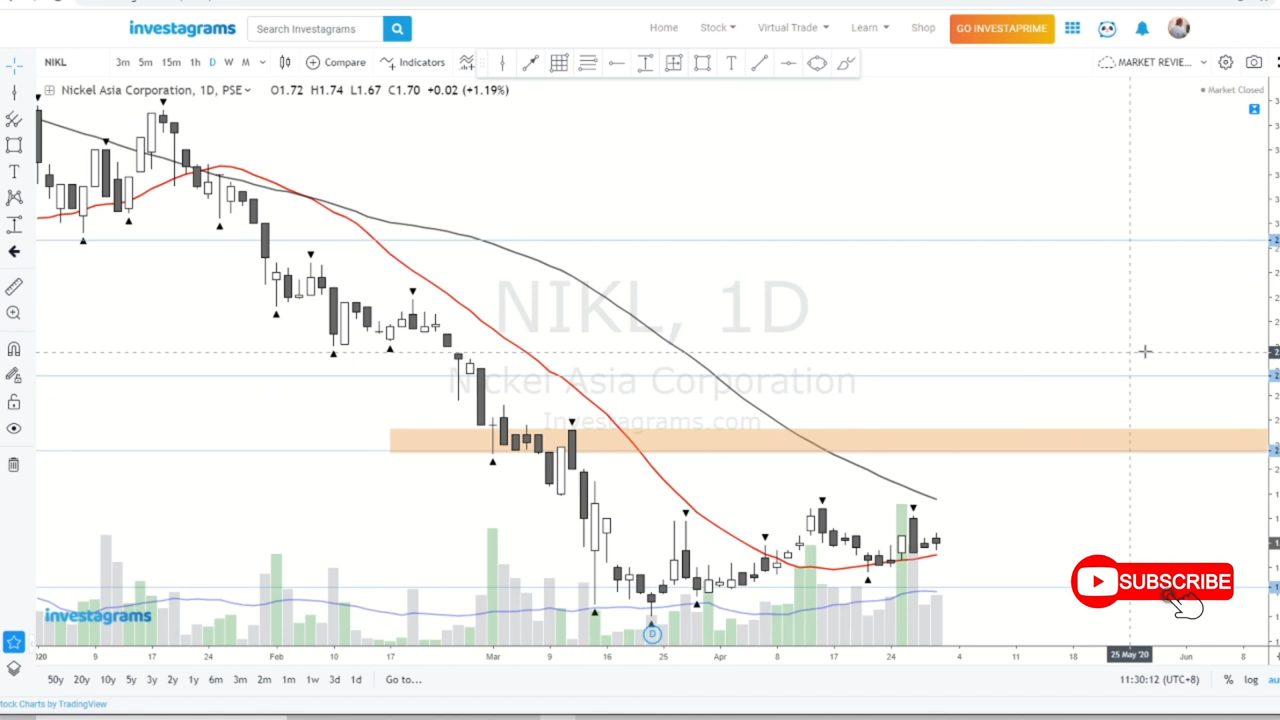 investagrams Search Investagrams Home Stock Virtual Trade Learn Shop GO INVESTAPRIME
NIKL 3m 5m 15m 1h D W M Compare Indicators T MARKET REVIE...
Nickel Asia Corporation, 1D, PSE O1.72 H1.74 L1.67 C1.70 +0.02 (+1.19%) Market Closed
NIKL, 1D
Nickel Asia Corporation
Investagrams.com
SUBSCRIBE
investagrams
D
9 17 24 Feb 10 17 Mar 9 16 25 Apr 8 17 24 4 11 18 25 May '20 Jun 8
50y 20y 10y 5y 3y 2y 1y 6m 3m 2m 1m 1w 3d 1d Go to... 11:30:12 (UTC+8) % log
tock Charts by TradingView